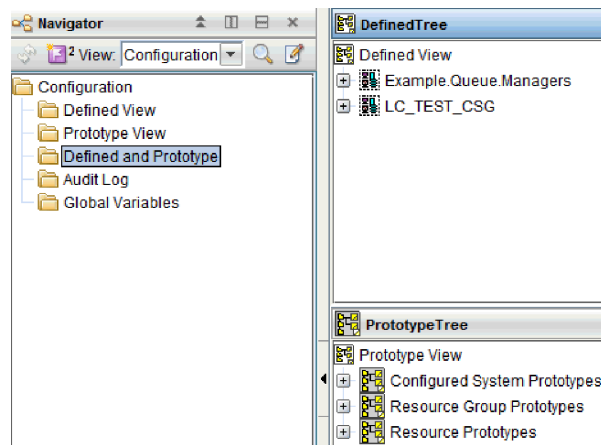 Navigator
2 View: Configuration
Configuration
Defined View
Prototype View
Defined and Prototype
Audit Log
Global Variables
DefinedTree
Defined View
Example.Queue.Managers
LC_TEST_CSG
PrototypeTree
Prototype View
Configured System Prototypes
Resource Group Prototypes
Resource Prototypes